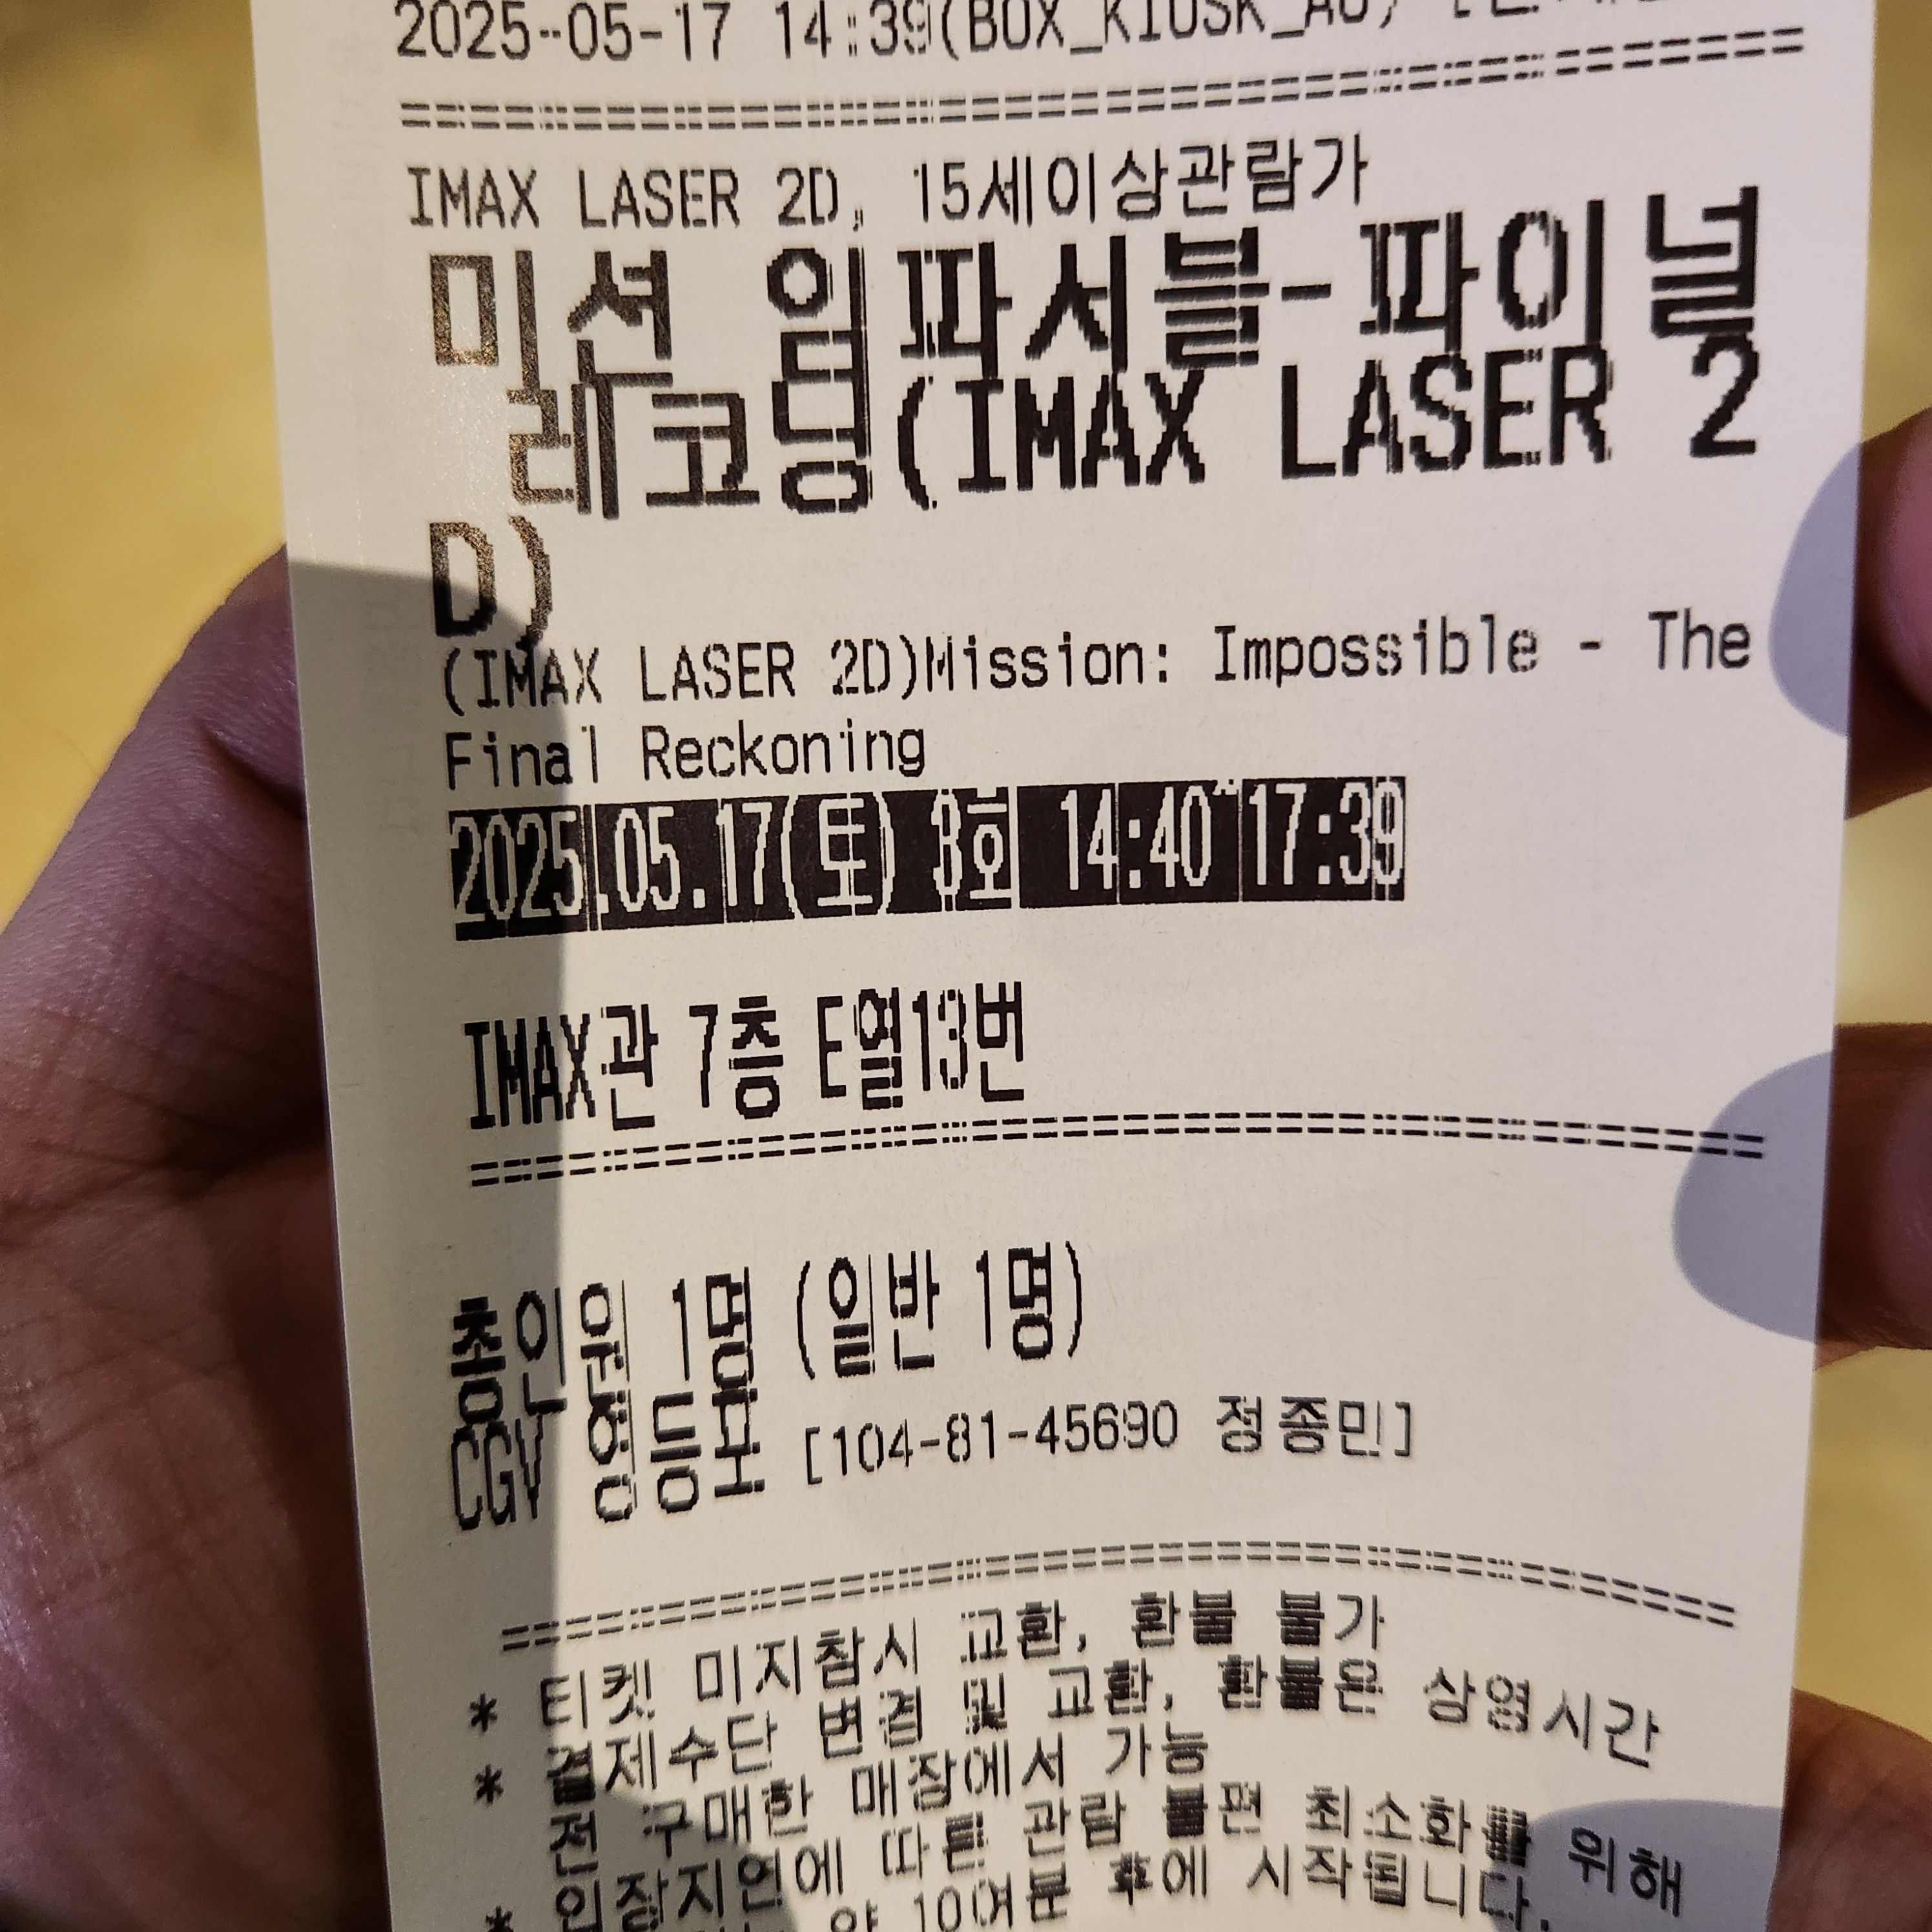 2025-05-17 14:39(BOX_KIOSK_A0)
IMAX LASER 2D, 15세이상관람가
미션 임파서블-파이널
레코딩(IMAX LASER 2
D)
(IMAX LASER 2D)Mission: Impossible - The
Final Reckoning
2025.05.17(토) 3회 14:40~17:39
IMAX관 7층 E열13번
총인원 1명 (일반 1명)
CGV 영등포 [104-81-45690 정종민]
* 티켓 미지참시 교환, 환불 불가
* 결제수단 변경 및 교환, 환불은 상영시간
전 구매한 매장에서 가능
* 입장지연에 따른 관람 불편 최소화를 위해
약 10여분 후에 시작됩니다.